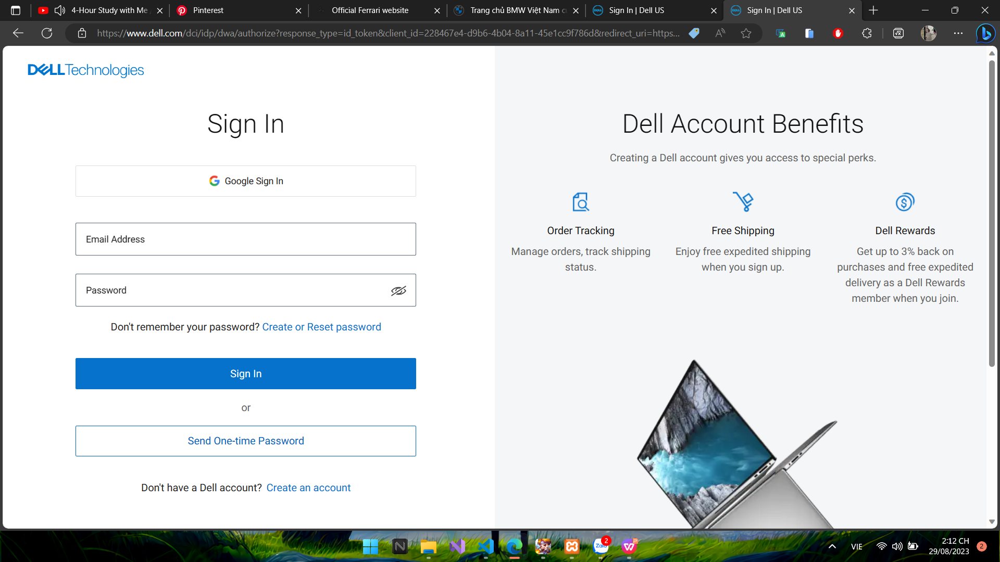 4-Hour Study with Me
Pinterest
Official Ferrari website
Trang chủ BMW Việt Nam
Sign In | Dell US
Sign In | Dell US
https://www.dell.com/dci/idp/dwa/authorize?response_type=id_token&client_id=228467e4-d9b6-4b04-8a11-45e1cc9f786d&redirect_uri=https...
DELLTechnologies
Sign In
Google Sign In
Email Address
Password
Don't remember your password? Create or Reset password
Sign In
or
Send One-time Password
Don't have a Dell account? Create an account
Dell Account Benefits
Creating a Dell account gives you access to special perks.
Order Tracking
Manage orders, track shipping
status.
Free Shipping
Enjoy free expedited shipping
when you sign up.
Dell Rewards
Get up to 3% back on
purchases and free expedited
delivery as a Dell Rewards
member when you join.
Zalo
2
VIE
2:12 CH
29/08/2023
2